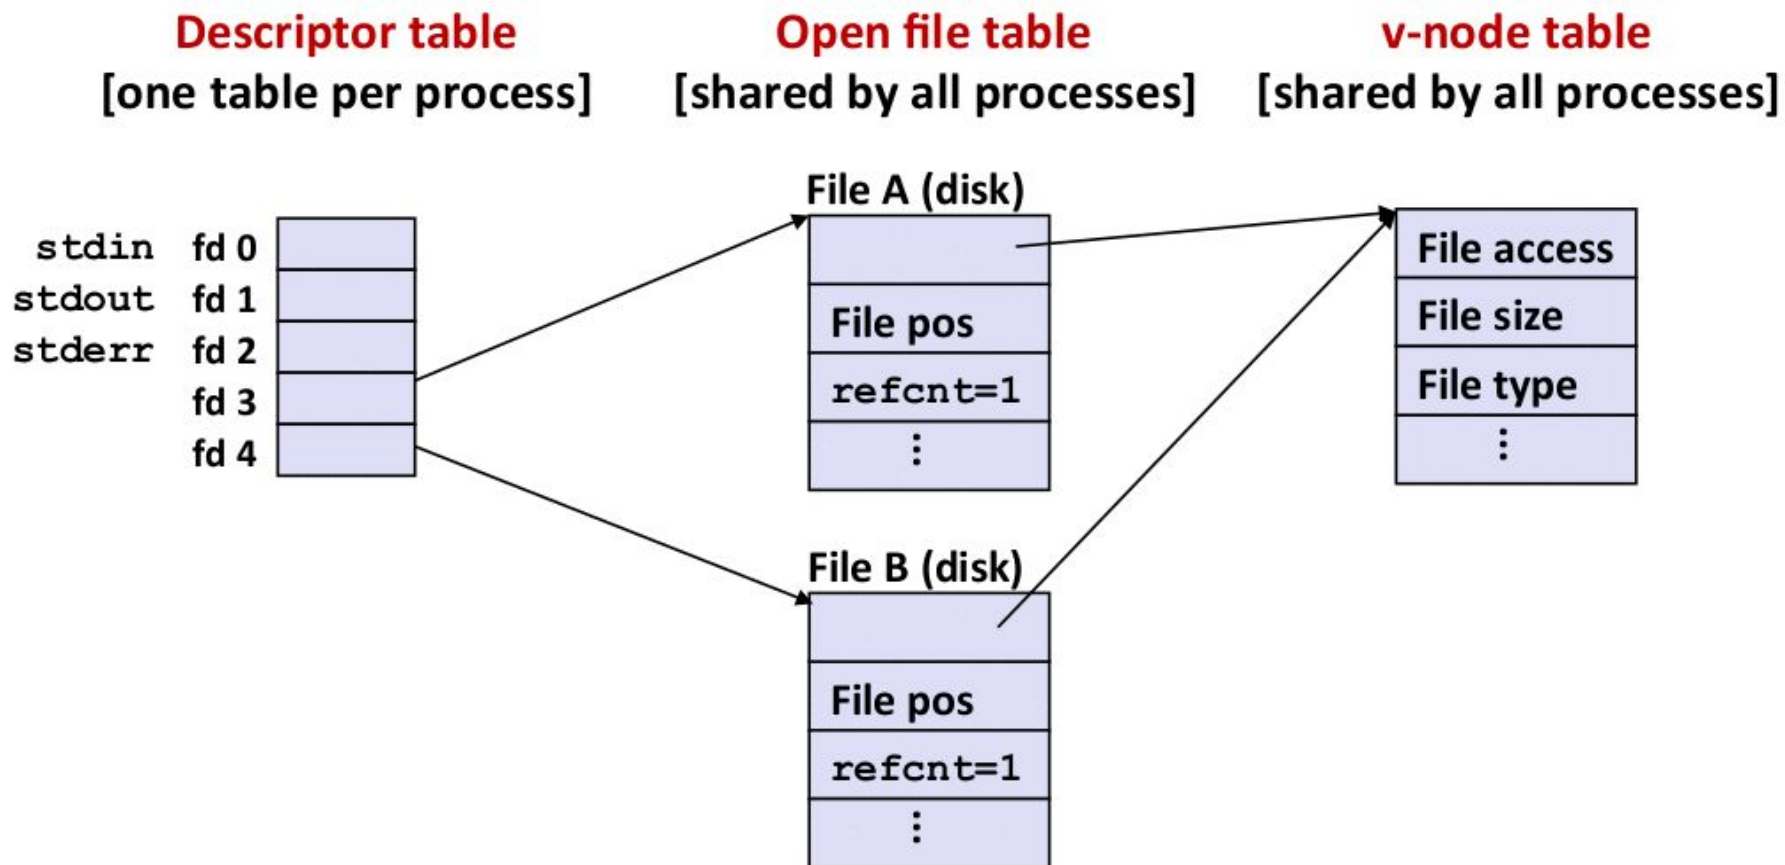 Descriptor table
[one table per process]
Open file table
[shared by all processes]
v-node table
[shared by all processes]
stdin fd 0
stdout fd 1
stderr fd 2
fd 3
fd 4
File A (disk)
File pos
refcnt=1
⋮
File B (disk)
File pos
refcnt=1
⋮
File access
File size
File type
⋮